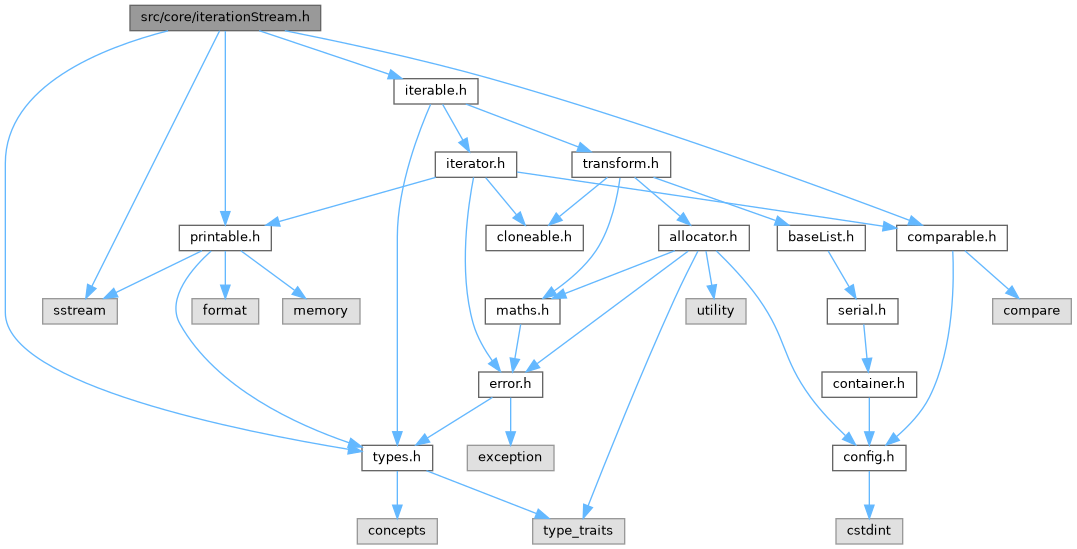 src/core/iterationStream.h
iterable.h
iterator.h
transform.h
printable.h
cloneable.h
allocator.h
baseList.h
comparable.h
sstream
format
memory
maths.h
utility
serial.h
compare
error.h
container.h
types.h
exception
config.h
concepts
type_traits
cstdint